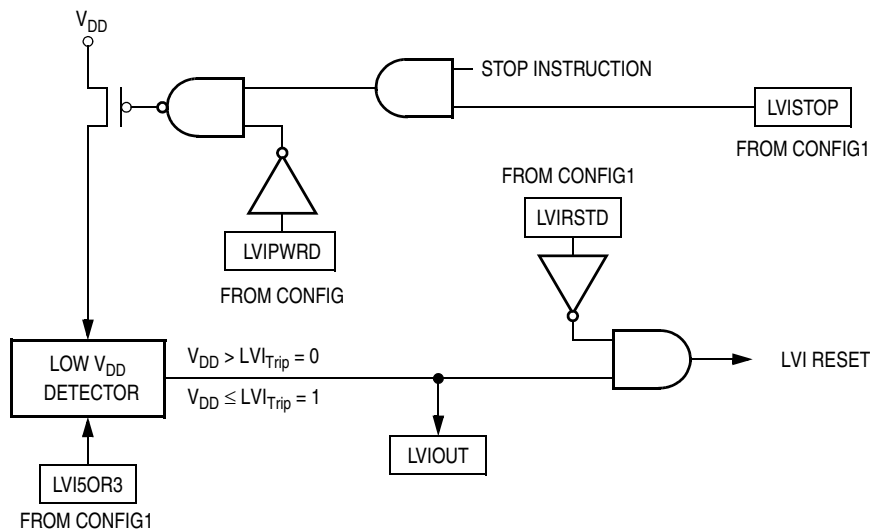 VDD
STOP INSTRUCTION
LVISTOP
FROM CONFIG1
FROM CONFIG1
LVIRSTD
LVIPWRD
FROM CONFIG
LOW VDD
DETECTOR
VDD > LVITrip = 0
VDD ≤ LVITrip = 1
LVI RESET
LVIOUT
LVI5OR3
FROM CONFIG1